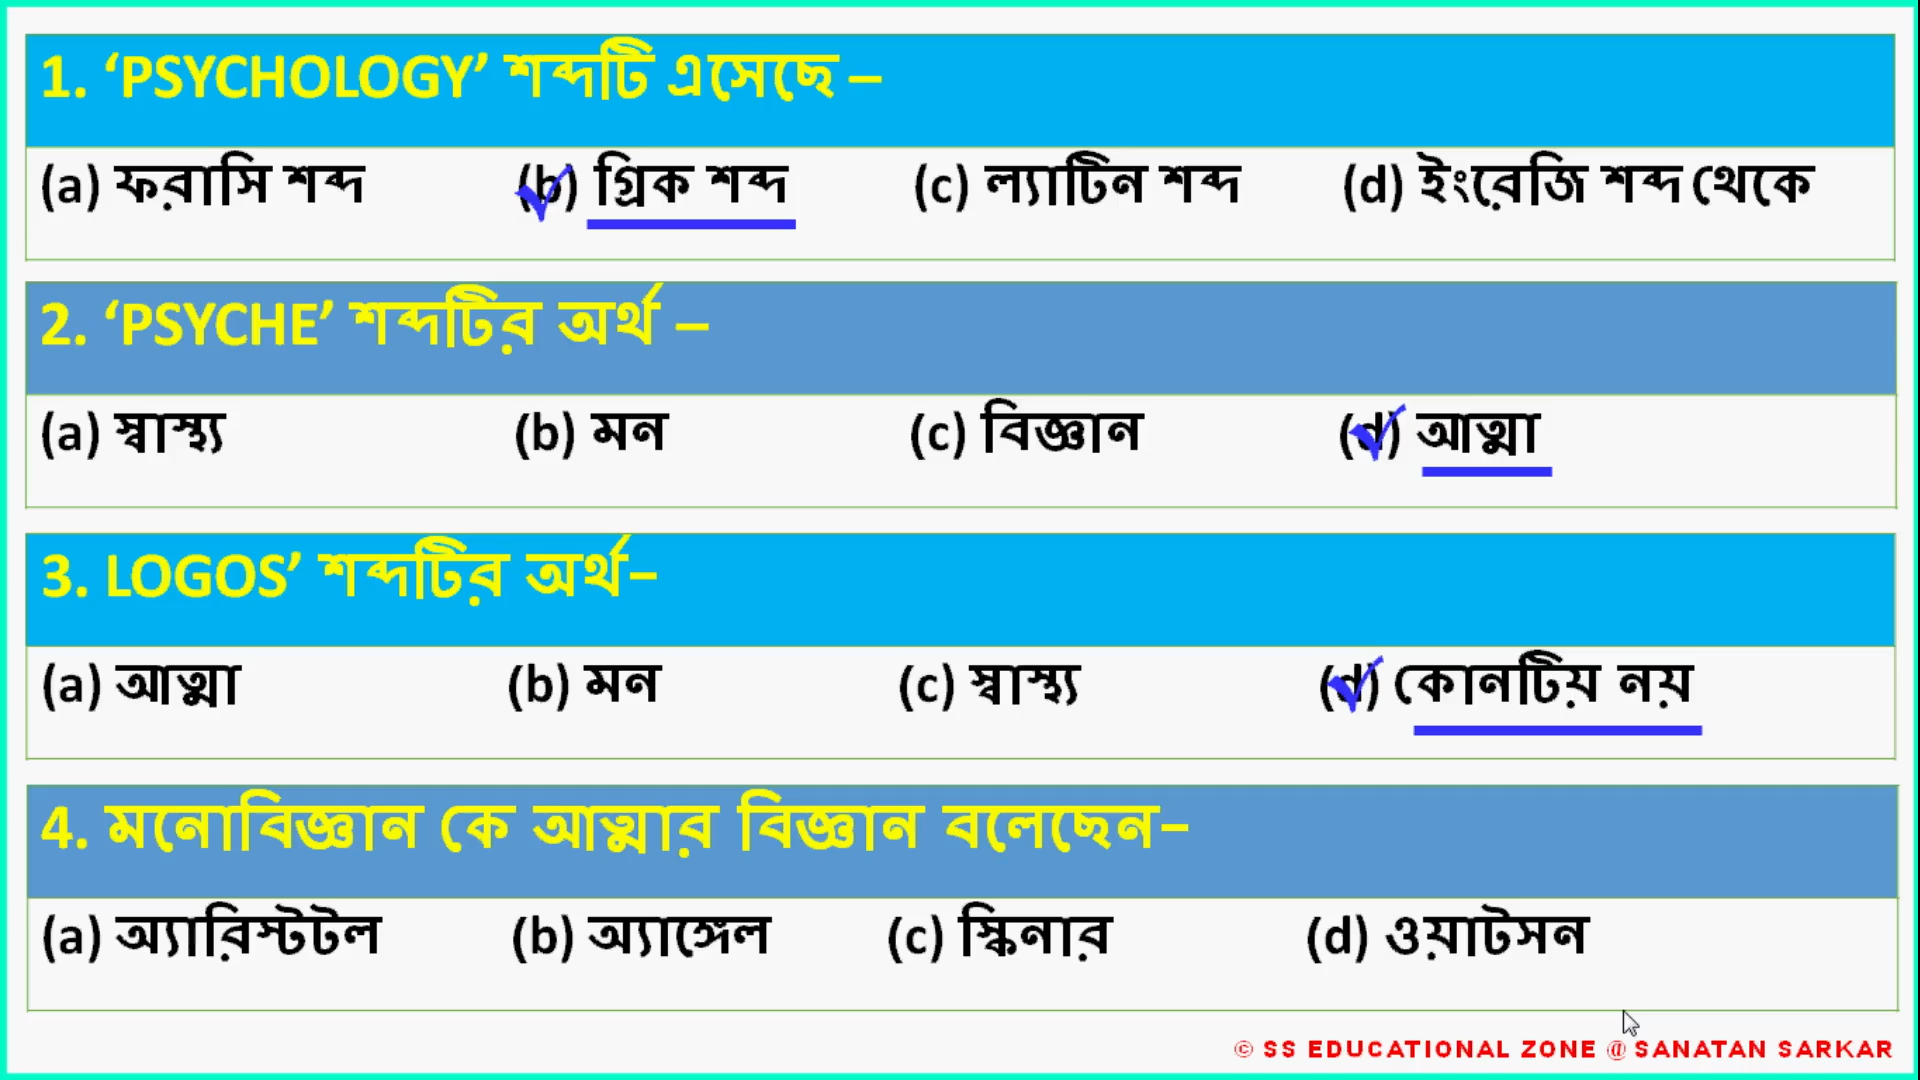 1. ‘PSYCHOLOGY’ শব্দটি এসেছে –
(a) ফরাসি শব্দ (b) গ্রিক শব্দ (c) ল্যাটিন শব্দ (d) ইংরেজি শব্দ থেকে
2. ‘PSYCHE’ শব্দটির অর্থ –
(a) স্বাস্থ্য (b) মন (c) বিজ্ঞান (d) আত্মা
3. LOGOS’ শব্দটির অর্থ–
(a) আত্মা (b) মন (c) স্বাস্থ্য (d) কোনটিয় নয়
4. মনোবিজ্ঞান কে আত্মার বিজ্ঞান বলেছেন–
(a) অ্যারিস্টটল (b) অ্যাঙ্গেল (c) স্কিনার (d) ওয়াটসন
© SS EDUCATIONAL ZONE @ SANATAN SARKAR